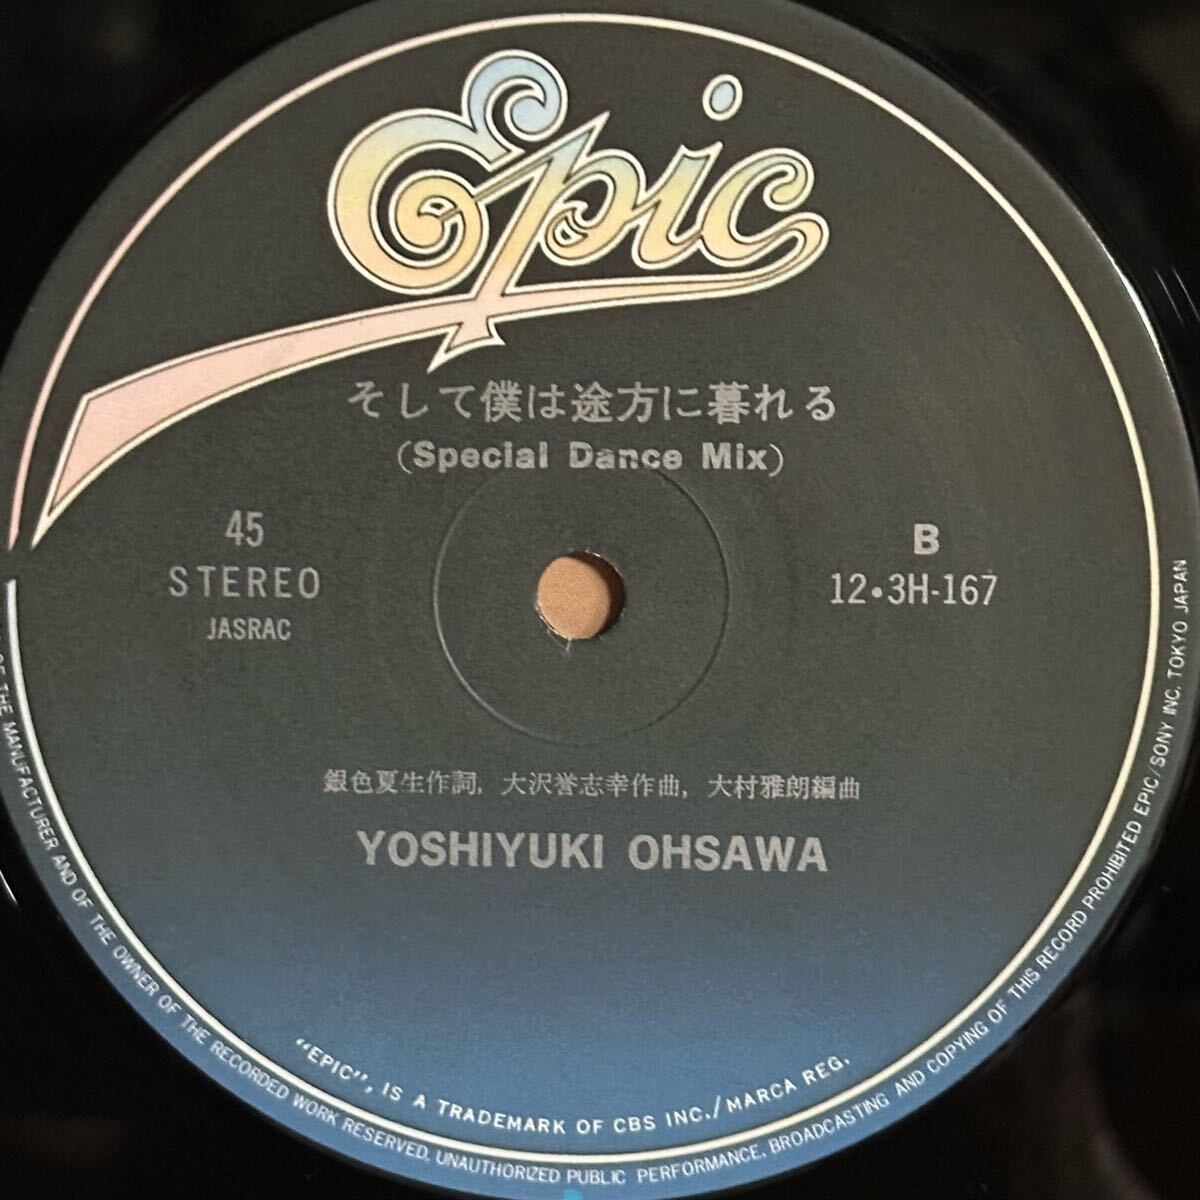 Epic
そして僕は途方に暮れる
(Special Dance Mix)
45
STEREO
JASRAC
B
12•3H-167
銀色夏生作詞, 大沢誉志幸作曲, 大村雅朗編曲
YOSHIYUKI OHSAWA
"EPIC", IS A TRADEMARK OF CBS INC./MARCA REG.
OF THE MANUFACTURER AND OF THE OWNER OF THE RECORDED WORK RESERVED. UNAUTHORIZED PUBLIC PERFORMANCE, BROADCASTING AND COPYING OF THIS RECORD PROHIBITED EPIC/SONY INC. TOKYO JAPAN